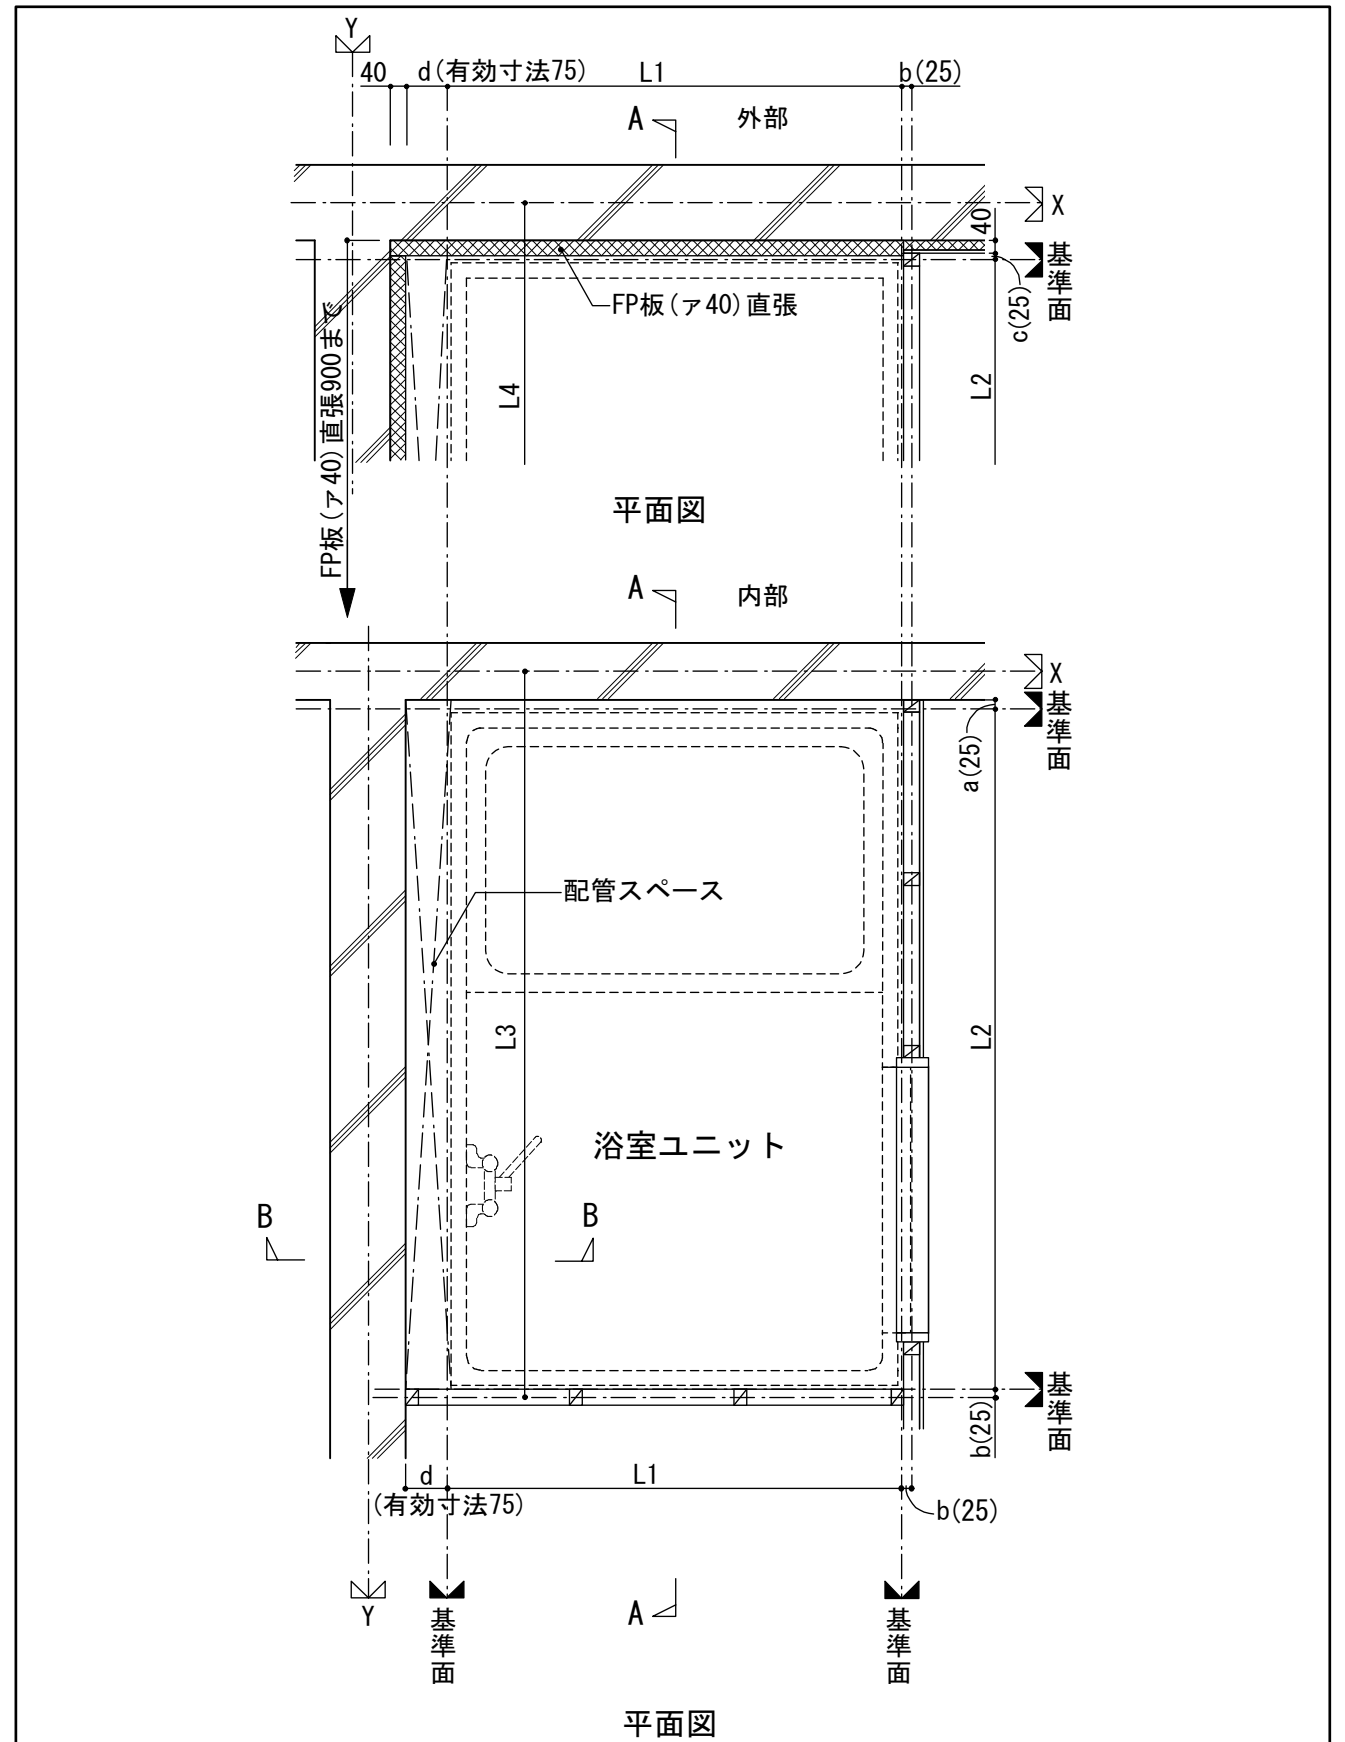 Y
40
d(有効寸法75)
L1
b(25)
A
外部
X
40
基準面
c(25)
FP板(ァ40)直張
FP板(ァ40)直張900まで
L4
L2
平面図
A
内部
X
基準面
a(25)
配管スペース
L3
L2
浴室ユニット
B
B
基準面
b(25)
d
(有効寸法75)
L1
b(25)
Y
基準面
A
基準面
平面図